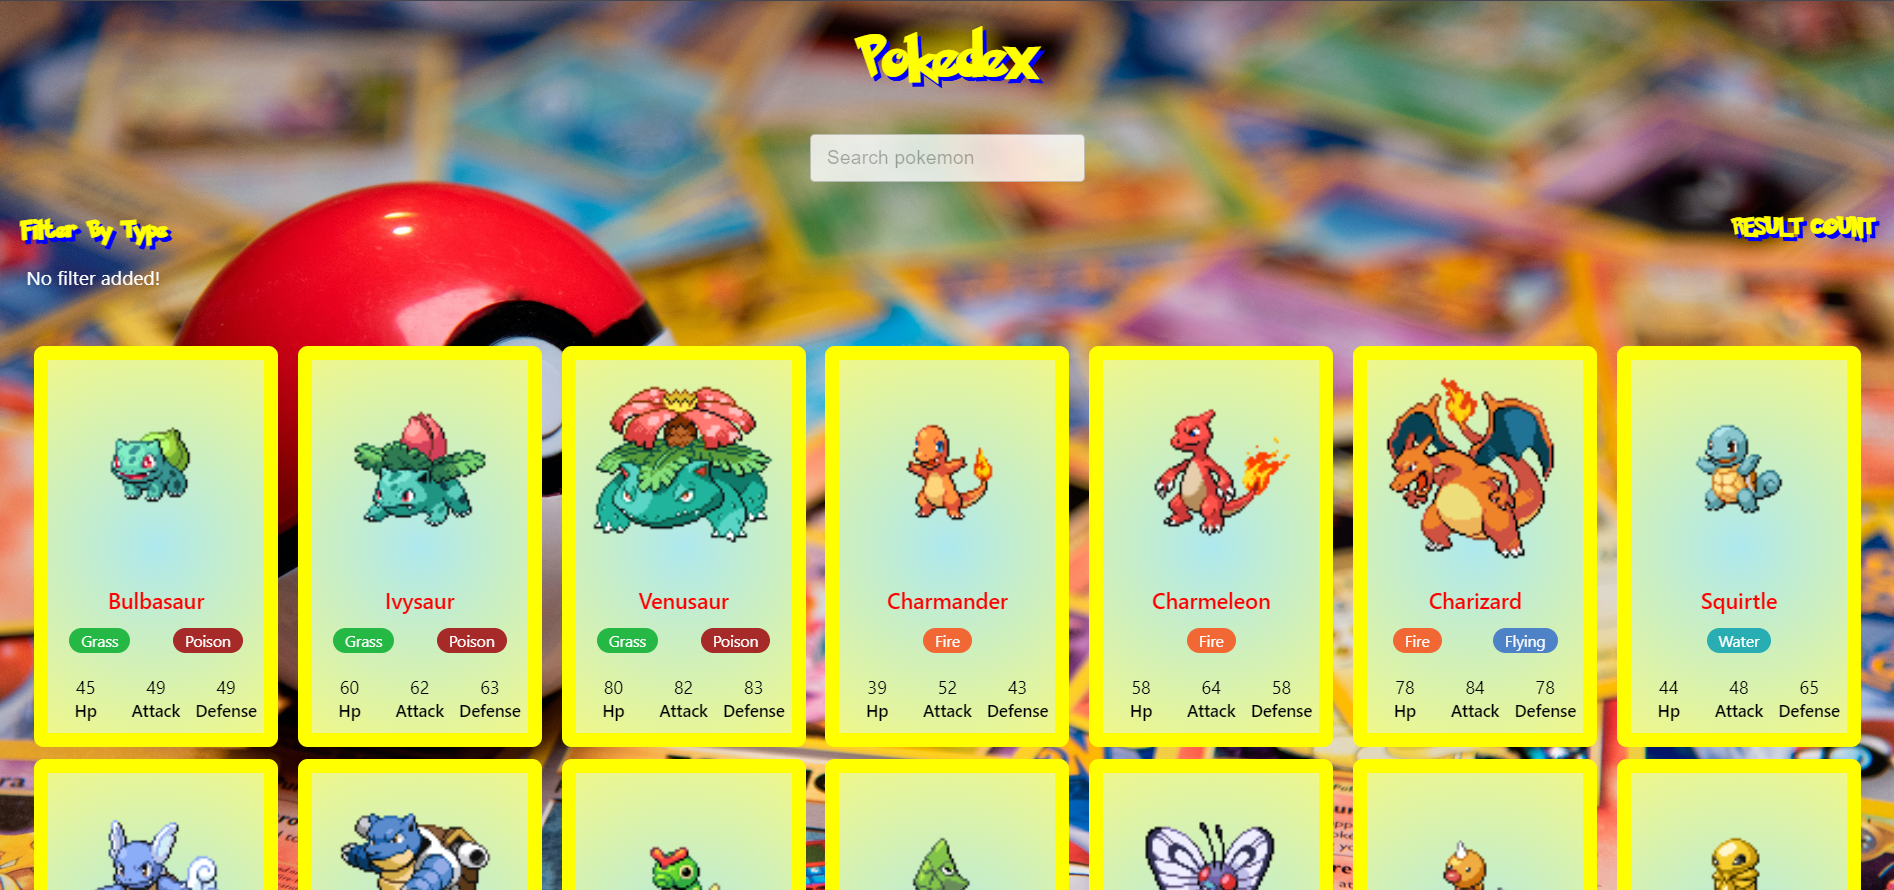 Pokedex
Search pokemon
Filter By Type
RESULT COUNT
No filter added!
Bulbasaur
Grass Poison
45 49 49
Hp Attack Defense
Ivysaur
Grass Poison
60 62 63
Hp Attack Defense
Venusaur
Grass Poison
80 82 83
Hp Attack Defense
Charmander
Fire
39 52 43
Hp Attack Defense
Charmeleon
Fire
58 64 58
Hp Attack Defense
Charizard
Fire Flying
78 84 78
Hp Attack Defense
Squirtle
Water
44 48 65
Hp Attack Defense